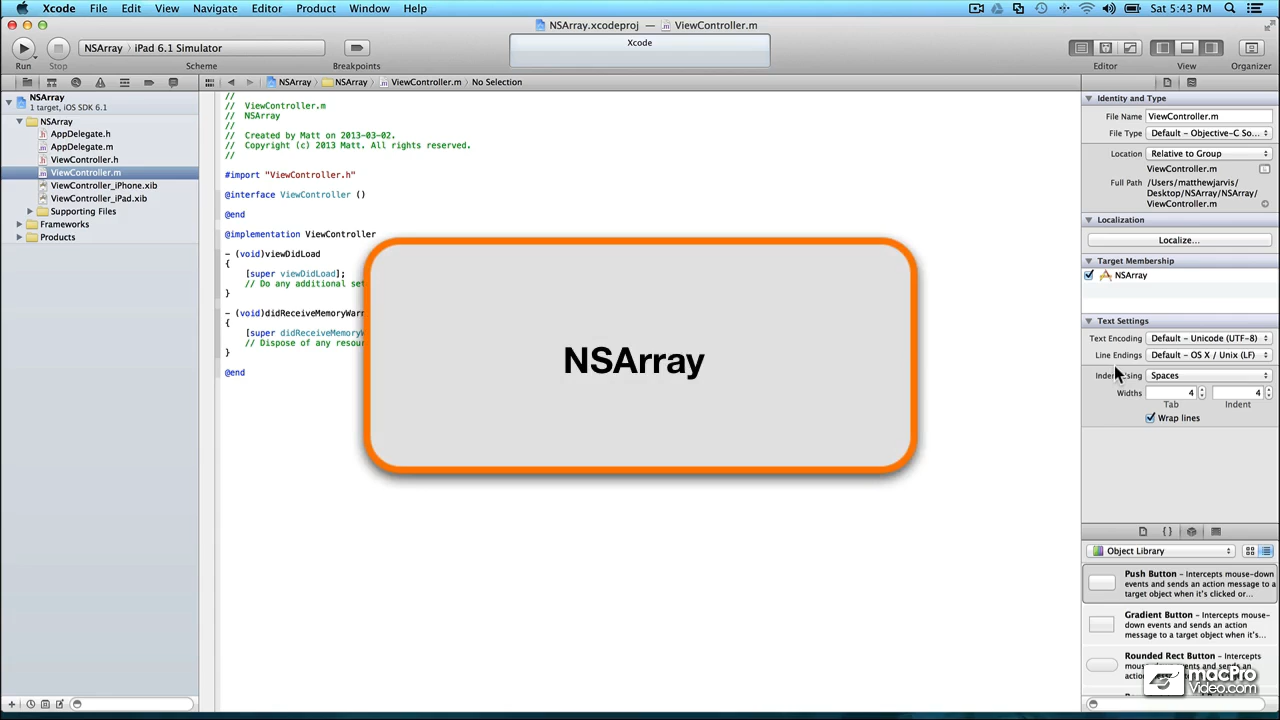 Xcode File Edit View Navigate Editor Product Window Help Sat 5:43 PM
NSArray.xcodeproj — ViewController.m
NSArray iPad 6.1 Simulator
Xcode
Run Stop Scheme Breakpoints Editor View Organizer
NSArray NSArray ViewController.m No Selection
NSArray
1 target, iOS SDK 6.1
NSArray
AppDelegate.h
AppDelegate.m
ViewController.h
ViewController.m
ViewController_iPhone.xib
ViewController_iPad.xib
Supporting Files
Frameworks
Products
//
// ViewController.m
// NSArray
//
// Created by Matt on 2013-03-02.
// Copyright (c) 2013 Matt. All rights reserved.
//
#import "ViewController.h"
@interface ViewController ()
@end
@implementation ViewController
- (void)viewDidLoad
{
[super viewDidLoad];
// Do any additional set
}
- (void)didReceiveMemoryWarn
{
[super didReceiveMemoryW
// Dispose of any resour
}
@end
NSArray
Identity and Type
File Name ViewController.m
File Type Default - Objective-C So...
Location Relative to Group
ViewController.m
Full Path /Users/matthewjarvis/
Desktop/NSArray/NSArray/
ViewController.m
Localization
Localize...
Target Membership
NSArray
Text Settings
Text Encoding Default - Unicode (UTF-8)
Line Endings Default - OS X / Unix (LF)
Spaces
Widths 4 4
Tab Indent
Wrap lines
Object Library
Push Button - Intercepts mouse-down
events and sends an action message to a
target object when it's clicked or...
Gradient Button - Intercepts mouse-
down events and sends an action
message to a target object when it's...
Rounded Rect Button - Intercepts
macProVideo.com